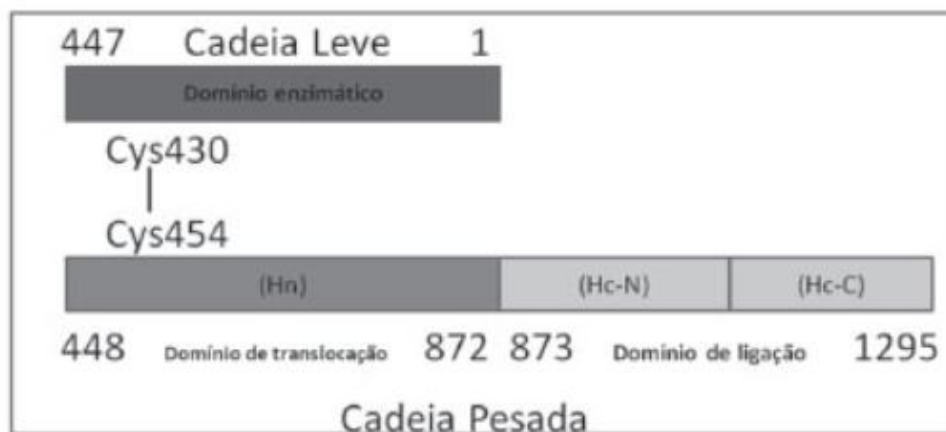 447 Cadeia Leve 1
Domínio enzimático
Cys430
Cys454
(Hn) (Hc-N) (Hc-C)
448 Domínio de translocação 872 873 Domínio de ligação 1295
Cadeia Pesada